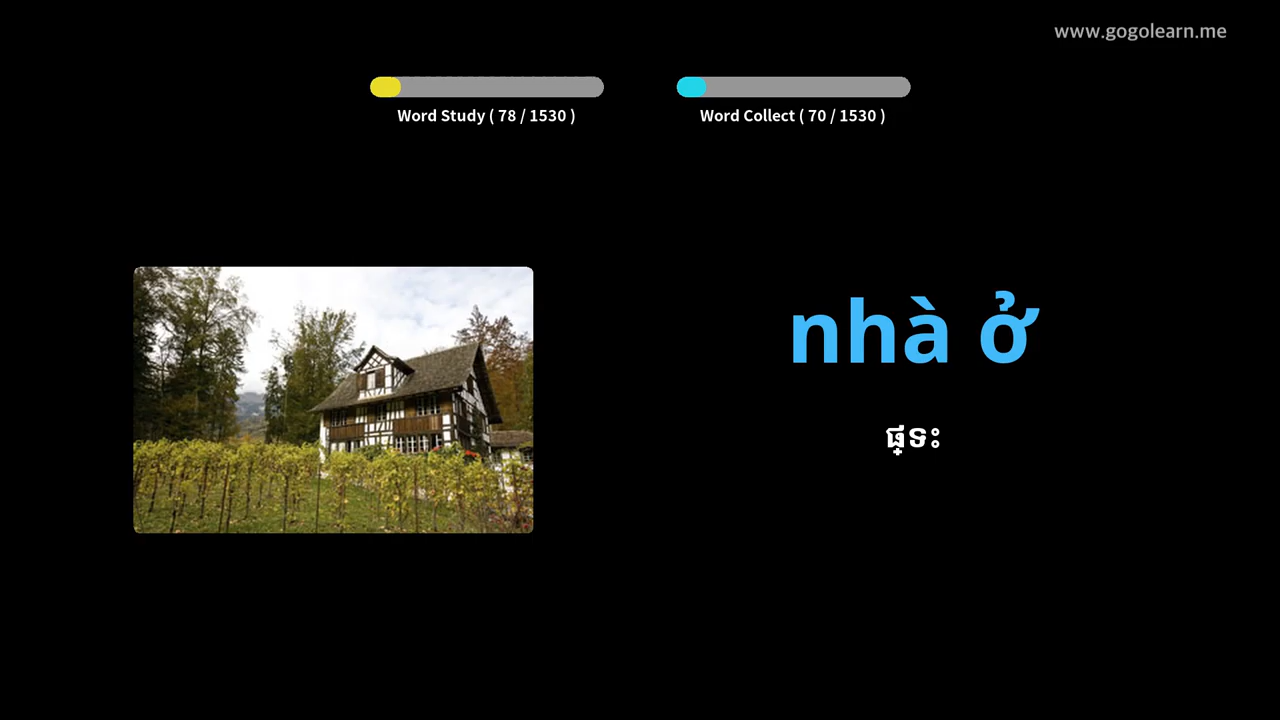 www.gogolearn.me
Word Study ( 78 / 1530 )
Word Collect ( 70 / 1530 )
nhà ở
ផ្ទះ